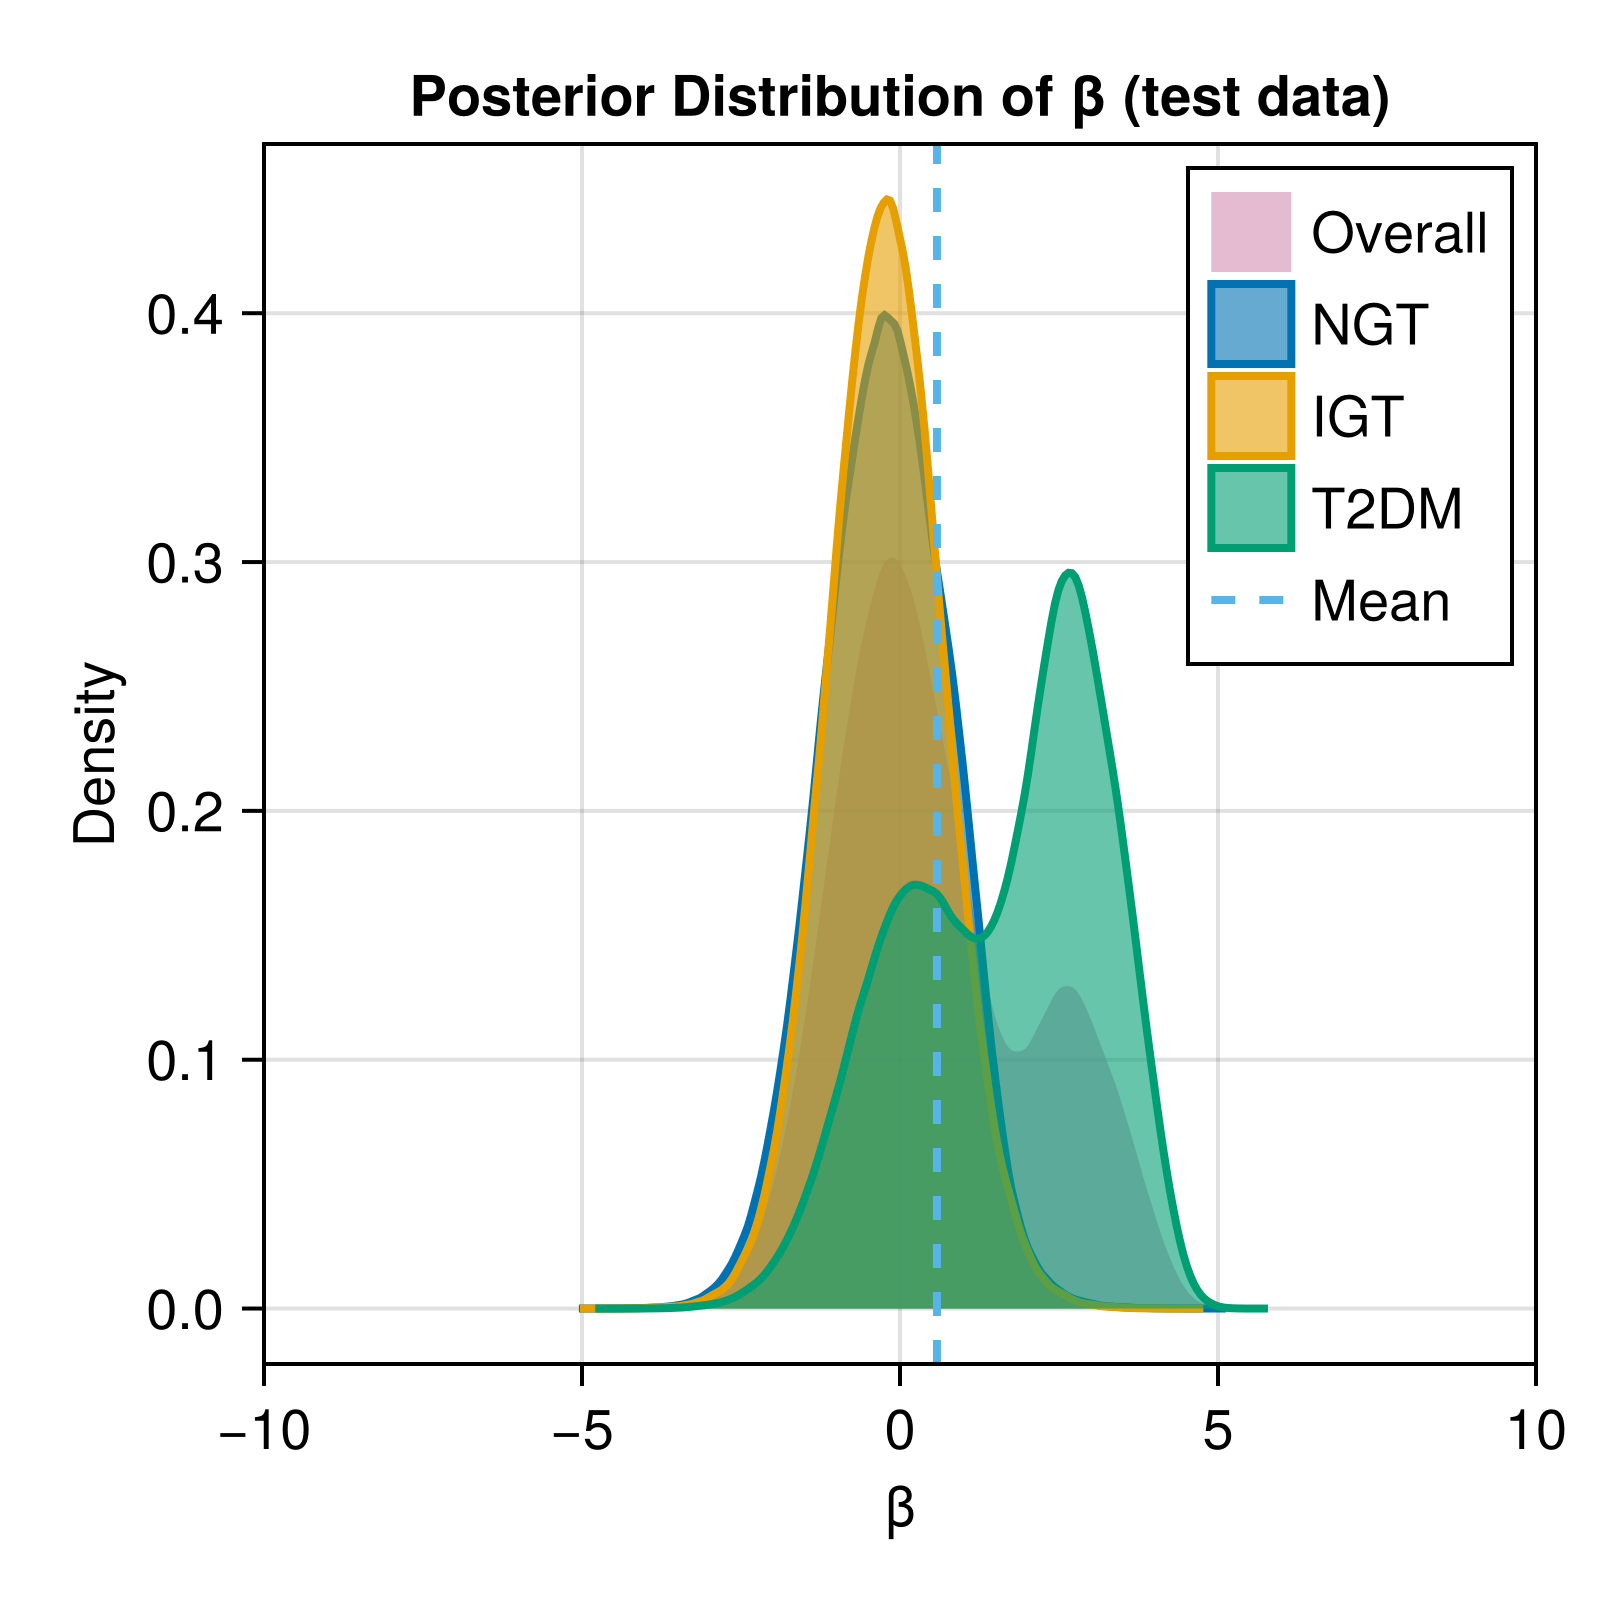 Posterior Distribution of β (test data)
Overall
NGT
IGT
T2DM
Mean
Density
0.4
0.3
0.2
0.1
0.0
−10
−5
0
5
10
β